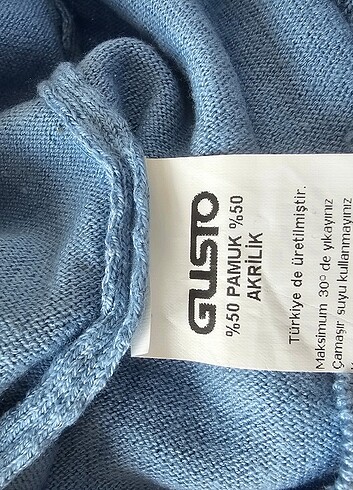 GUSTO
%50 PAMUK %50
AKRİLİK
Türkiye de üretilmiştir.
Maksimum 30° de yıkayınız
Çamaşır suyu kullanmayınız